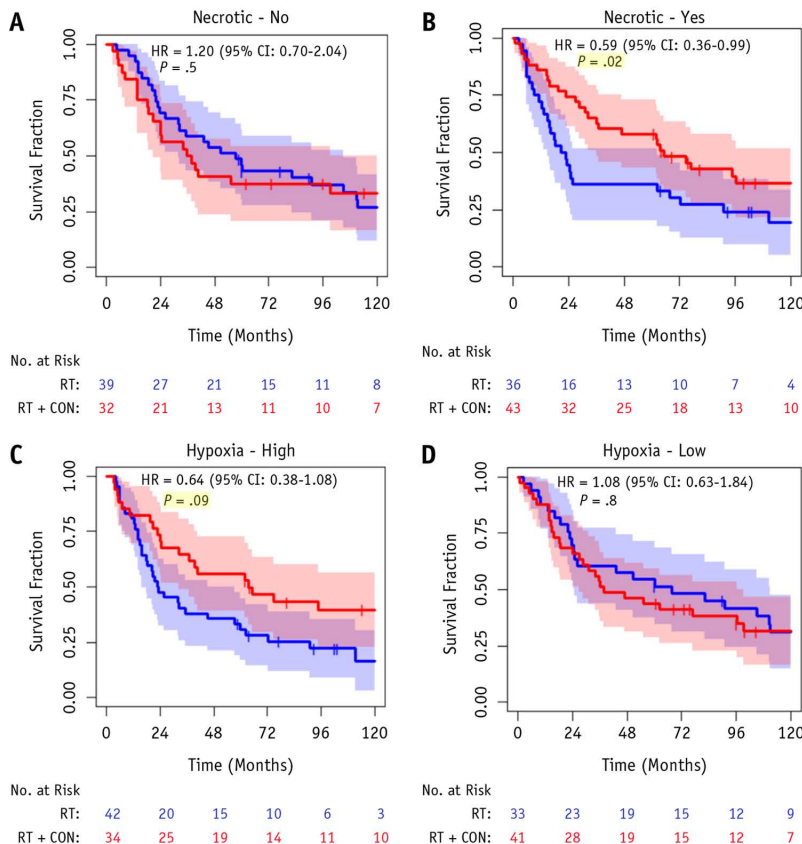 A
Necrotic - No
HR = 1.20 (95% CI: 0.70-2.04)
P = .5
Survival Fraction
1.00
0.75
0.50
0.25
0.00
0 24 48 72 96 120
Time (Months)
No. at Risk
RT: 39 27 21 15 11 8
RT + CON: 32 21 13 11 10 7
B
Necrotic - Yes
HR = 0.59 (95% CI: 0.36-0.99)
P = .02
Survival Fraction
1.00
0.75
0.50
0.25
0.00
0 24 48 72 96 120
Time (Months)
No. at Risk
RT: 36 16 13 10 7 4
RT + CON: 43 32 25 18 13 10
C
Hypoxia - High
HR = 0.64 (95% CI: 0.38-1.08)
P = .09
Survival Fraction
1.00
0.75
0.50
0.25
0.00
0 24 48 72 96 120
Time (Months)
No. at Risk
RT: 42 20 15 10 6 3
RT + CON: 34 25 19 14 11 10
D
Hypoxia - Low
HR = 1.08 (95% CI: 0.63-1.84)
P = .8
Survival Fraction
1.00
0.75
0.50
0.25
0.00
0 24 48 72 96 120
Time (Months)
No. at Risk
RT: 33 23 19 15 12 9
RT + CON: 41 28 19 15 12 7